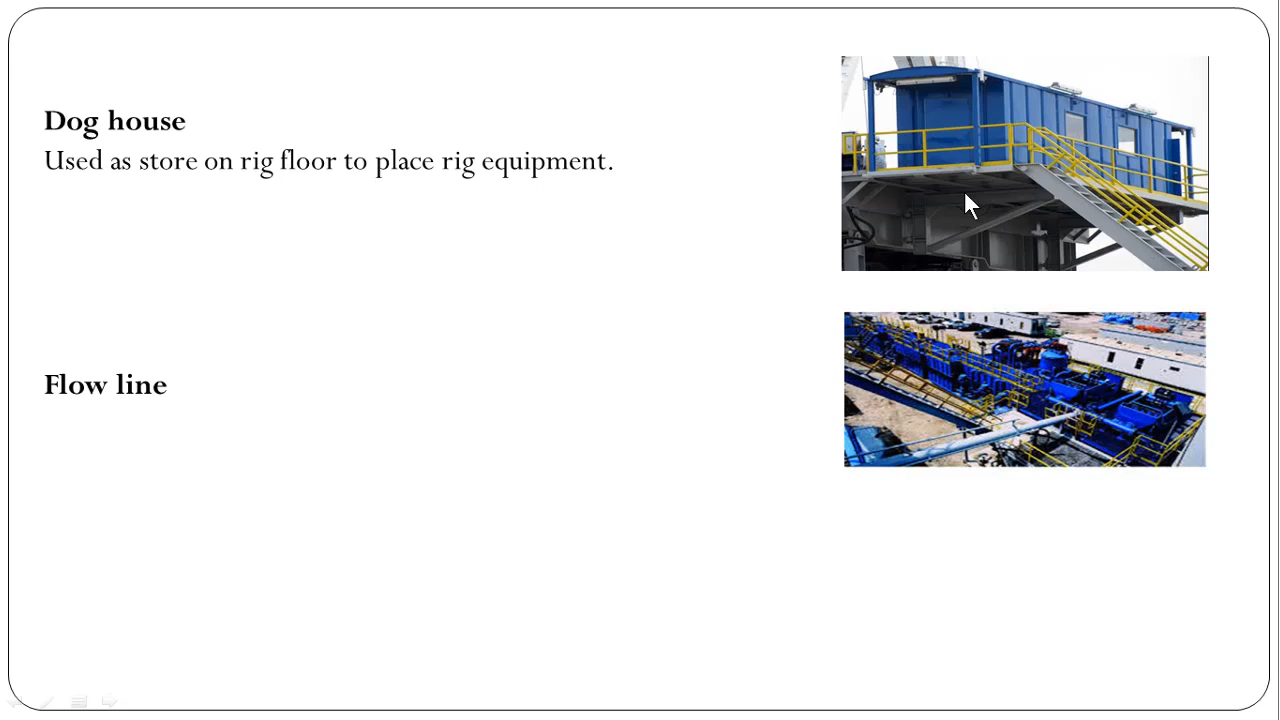 Dog house
Used as store on rig floor to place rig equipment.
Flow line